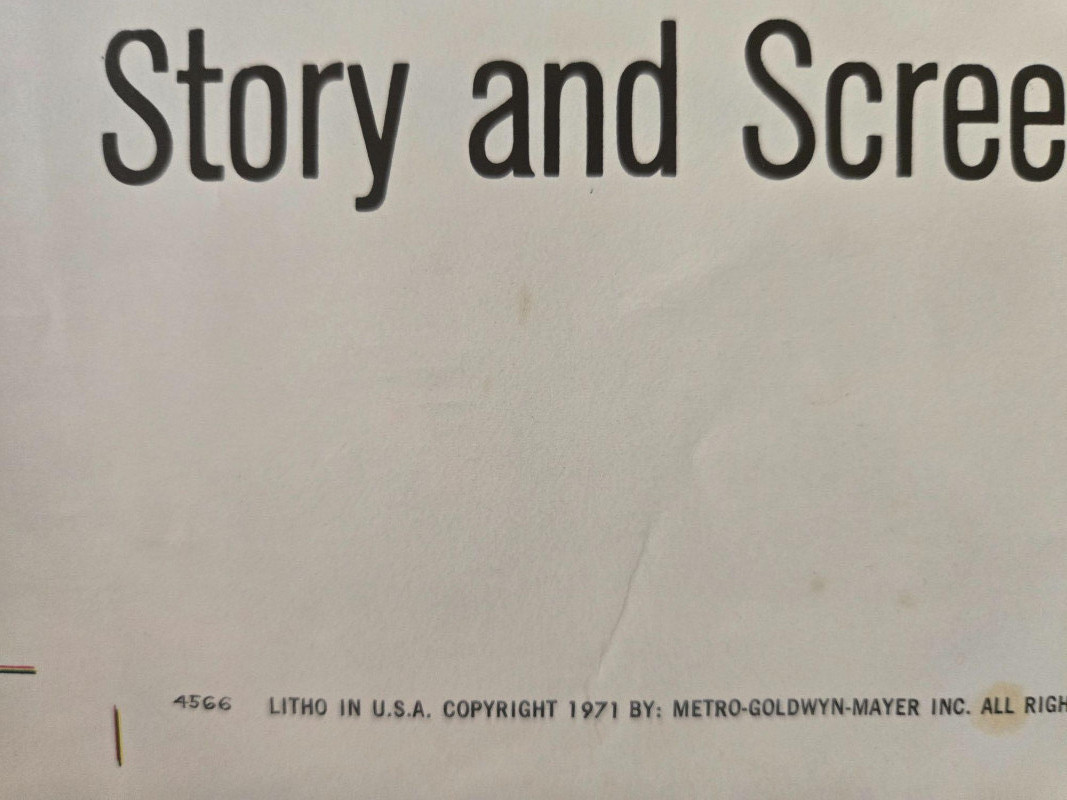 Story and Scree
4566 LITHO IN U.S.A. COPYRIGHT 1971 BY: METRO-GOLDWYN-MAYER INC. ALL RIGH